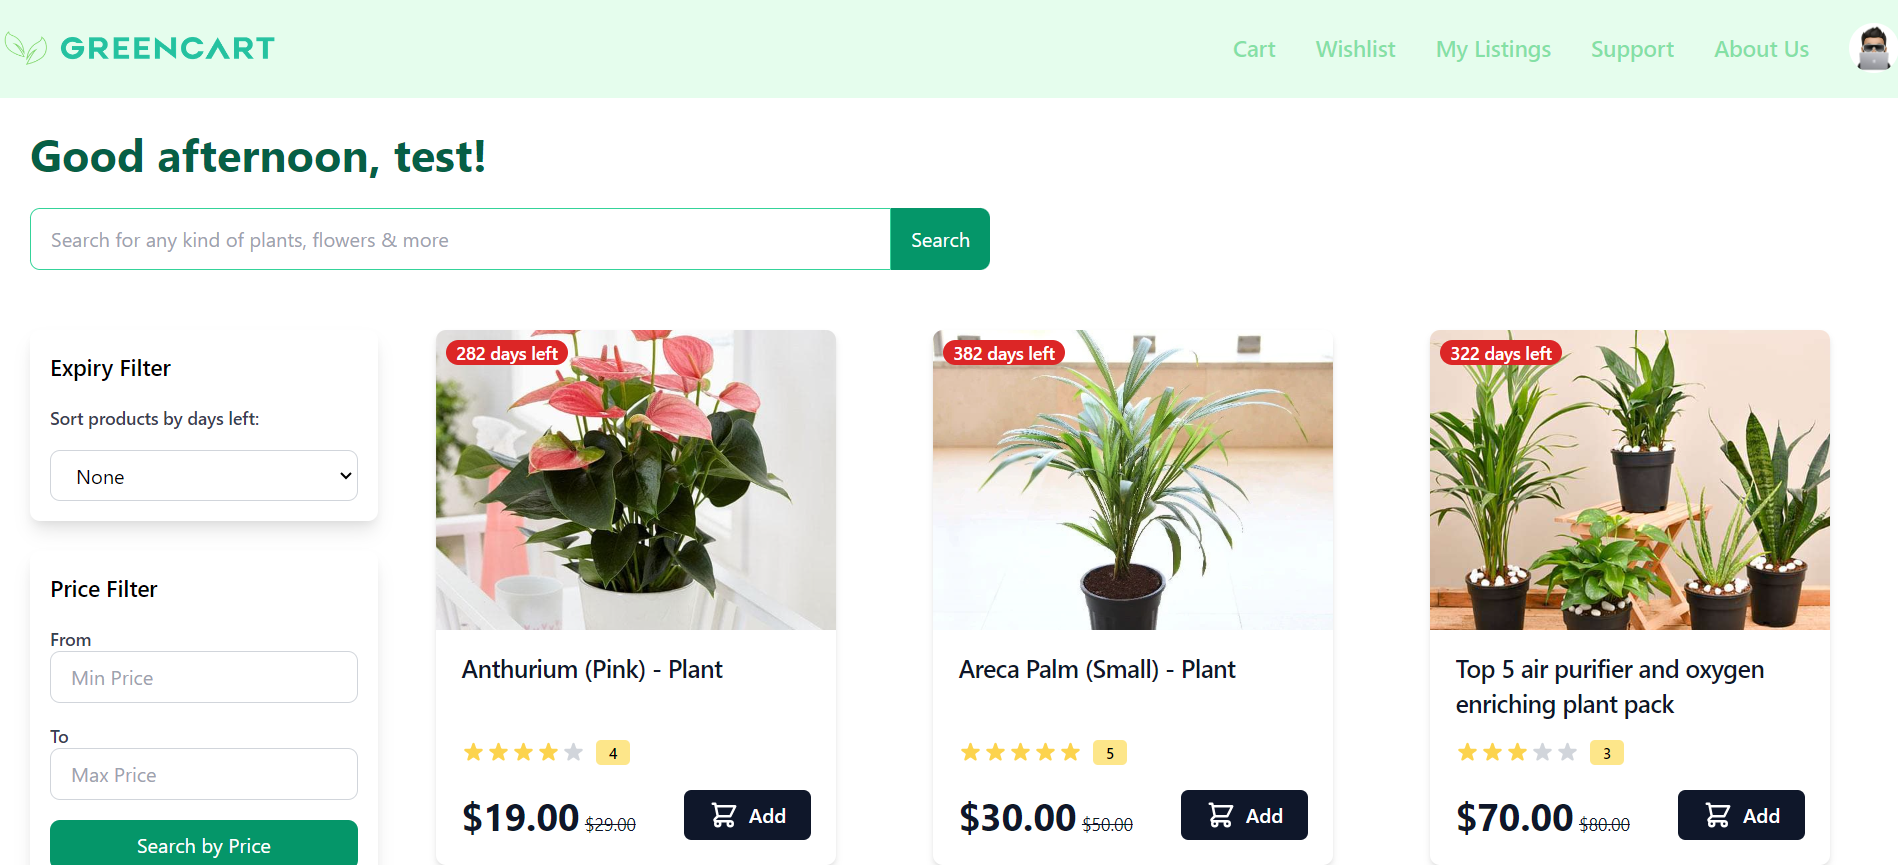 GREENCART
Cart
Wishlist
My Listings
Support
About Us
Good afternoon, test!
Search for any kind of plants, flowers & more
Search
Expiry Filter
Sort products by days left:
None
Price Filter
From
Min Price
To
Max Price
Search by Price
282 days left
Anthurium (Pink) - Plant
4
$19.00 $29.00
Add
382 days left
Areca Palm (Small) - Plant
5
$30.00 $50.00
Add
322 days left
Top 5 air purifier and oxygen
enriching plant pack
3
$70.00 $80.00
Add